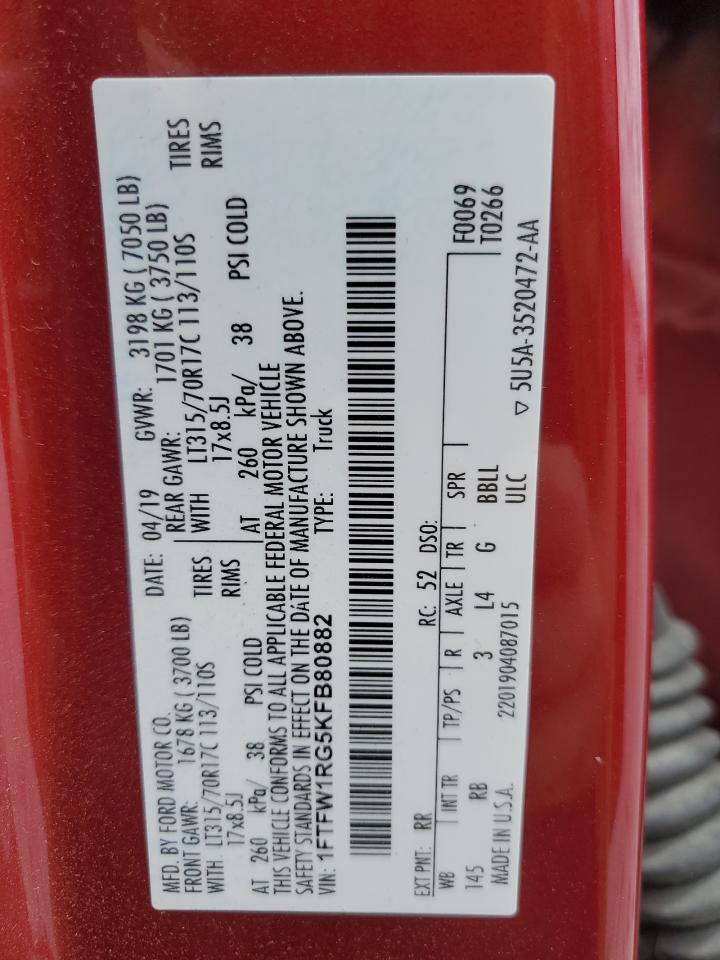 MFD. BY FORD MOTOR CO.
DATE: 04/19 GVWR: 3198 KG ( 7050 LB)
FRONT GAWR: 1678 KG ( 3700 LB)
REAR GAWR: 1701 KG ( 3750 LB)
WITH LT315/70R17C 113/110S TIRES
WITH LT315/70R17C 113/110S TIRES
17x8.5J RIMS
17x8.5J RIMS
AT 260 kPa/ 38 PSI COLD
AT 260 kPa/ 38 PSI COLD
THIS VEHICLE CONFORMS TO ALL APPLICABLE FEDERAL MOTOR VEHICLE
SAFETY STANDARDS IN EFFECT ON THE DATE OF MANUFACTURE SHOWN ABOVE.
VIN: 1FTFW1RG5KFB80882 TYPE: Truck
EXT PNT: RR RC: 52 DSO: F0069
WB INT TR TP/PS R AXLE TR SPR T0266
145 RB 3 L4 G BBLL
MADE IN U.S.A. 2201904087015 ULC ▽ 5U5A-3520472-AA